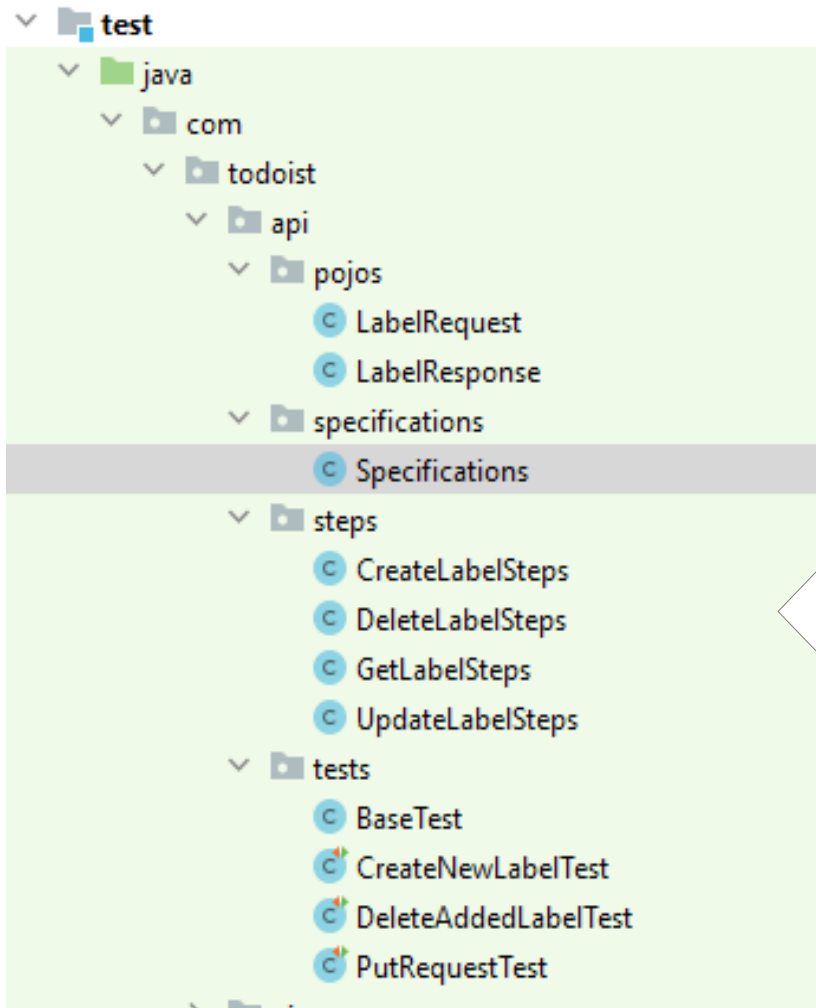 test
java
com
todoist
api
pojos
LabelRequest
LabelResponse
specifications
Specifications
steps
CreateLabelSteps
DeleteLabelSteps
GetLabelSteps
UpdateLabelSteps
tests
BaseTest
CreateNewLabelTest
DeleteAddedLabelTest
PutRequestTest